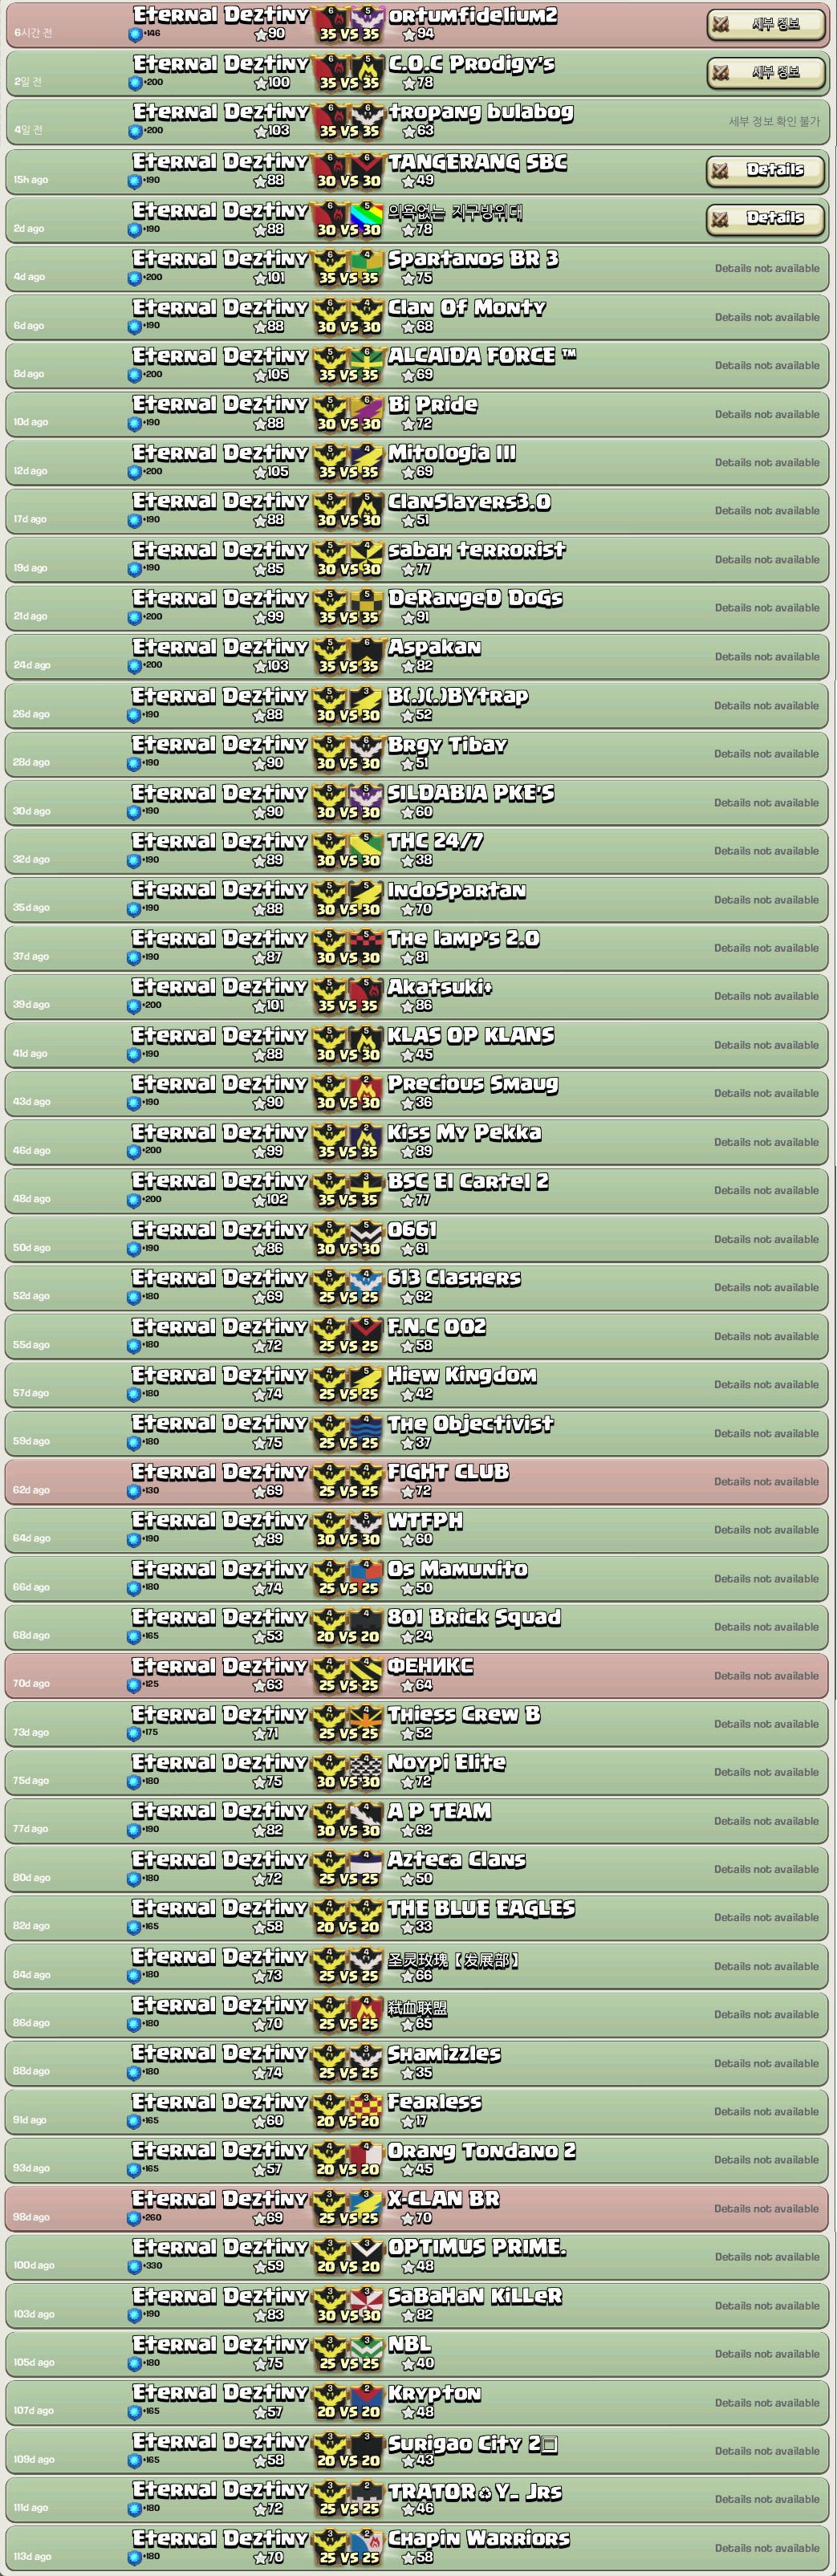 Eternal Deztiny 6 5 ortumfidelium2
6시간 전 +146 90 35 VS 35 94 세부 정보
Eternal Deztiny 6 5 C.O.C Prodigy's
2일 전 +200 100 35 VS 35 78 세부 정보
Eternal Deztiny 6 6 tropang bulabog
4일 전 +200 103 35 VS 35 63 세부 정보 확인 불가
Eternal Deztiny 6 6 TANGERANG SBC
15h ago +190 88 30 VS 30 49 Details
Eternal Deztiny 6 5 의욕없는 지구방위대
2d ago +190 88 30 VS 30 78 Details
Eternal Deztiny 6 4 Spartanos BR 3
4d ago +200 101 35 VS 35 75 Details not available
Eternal Deztiny 6 4 Clan Of Monty
6d ago +190 88 30 VS 30 68 Details not available
Eternal Deztiny 5 6 ALCAIDA FORCE ™
8d ago +200 105 35 VS 35 69 Details not available
Eternal Deztiny 5 6 Bi Pride
10d ago +190 88 30 VS 30 72 Details not available
Eternal Deztiny 5 4 Mitologia III
12d ago +200 105 35 VS 35 69 Details not available
Eternal Deztiny 5 5 ClanSlayers3.0
17d ago +190 88 30 VS 30 51 Details not available
Eternal Deztiny 5 4 sabah terrorist
19d ago +190 85 30 VS 30 77 Details not available
Eternal Deztiny 5 5 DeRangeD DoGs
21d ago +200 99 35 VS 35 91 Details not available
Eternal Deztiny 5 6 Aspakan
24d ago +200 103 35 VS 35 82 Details not available
Eternal Deztiny 5 3 B(.)(.)BYtrap
26d ago +190 88 30 VS 30 52 Details not available
Eternal Deztiny 5 6 Brgy Tibay
28d ago +190 90 30 VS 30 51 Details not available
Eternal Deztiny 5 5 SILDABIA PKE'S
30d ago +190 90 30 VS 30 60 Details not available
Eternal Deztiny 5 5 THC 24/7
32d ago +190 89 30 VS 30 38 Details not available
Eternal Deztiny 5 5 IndoSpartan
35d ago +190 88 30 VS 30 70 Details not available
Eternal Deztiny 5 5 The lamp's 2.0
37d ago +190 87 30 VS 30 81 Details not available
Eternal Deztiny 5 5 Akatsuki+
39d ago +200 101 35 VS 35 86 Details not available
Eternal Deztiny 5 5 KLAS OP KLANS
41d ago +190 88 30 VS 30 45 Details not available
Eternal Deztiny 5 2 Precious Smaug
43d ago +190 90 30 VS 30 36 Details not available
Eternal Deztiny 5 2 Kiss My Pekka
46d ago +200 99 35 VS 35 89 Details not available
Eternal Deztiny 5 3 BSC El Cartel 2
48d ago +200 102 35 VS 35 77 Details not available
Eternal Deztiny 5 5 0661
50d ago +190 86 30 VS 30 61 Details not available
Eternal Deztiny 5 4 613 Clashers
52d ago +180 69 25 VS 25 62 Details not available
Eternal Deztiny 4 5 F.N.C 002
55d ago +180 72 25 VS 25 58 Details not available
Eternal Deztiny 4 5 Hiew Kingdom
57d ago +180 74 25 VS 25 42 Details not available
Eternal Deztiny 4 4 The Objectivist
59d ago +180 75 25 VS 25 37 Details not available
Eternal Deztiny 4 4 FIGHT CLUB
62d ago +130 69 25 VS 25 72 Details not available
Eternal Deztiny 4 5 WTFPH
64d ago +190 89 30 VS 30 60 Details not available
Eternal Deztiny 4 4 Os Mamunito
66d ago +180 74 25 VS 25 50 Details not available
Eternal Deztiny 4 4 801 Brick Squad
68d ago +165 53 20 VS 20 24 Details not available
Eternal Deztiny 4 4 ФЕНИКС
70d ago +125 63 25 VS 25 64 Details not available
Eternal Deztiny 4 4 Thiess Crew B
73d ago +175 71 25 VS 25 52 Details not available
Eternal Deztiny 4 4 Noypi Elite
75d ago +180 75 30 VS 30 72 Details not available
Eternal Deztiny 4 4 A P TEAM
77d ago +190 82 30 VS 30 62 Details not available
Eternal Deztiny 4 4 Azteca Clans
80d ago +180 72 25 VS 25 50 Details not available
Eternal Deztiny 4 4 THE BLUE EAGLES
82d ago +165 58 20 VS 20 33 Details not available
Eternal Deztiny 4 4 圣灵玫瑰【发展部】
84d ago +180 73 25 VS 25 66 Details not available
Eternal Deztiny 4 4 弑血联盟
86d ago +180 70 25 VS 25 65 Details not available
Eternal Deztiny 4 3 Shamizzles
88d ago +180 74 25 VS 25 35 Details not available
Eternal Deztiny 4 3 Fearless
91d ago +165 60 20 VS 20 17 Details not available
Eternal Deztiny 4 4 Orang Tondano 2
93d ago +165 57 20 VS 20 45 Details not available
Eternal Deztiny 3 3 X-CLAN BR
98d ago +260 69 25 VS 25 70 Details not available
Eternal Deztiny 3 3 OPTIMUS PRIME.
100d ago +330 59 20 VS 20 48 Details not available
Eternal Deztiny 3 3 SaBaHaN KiLLeR
103d ago +190 83 30 VS 30 82 Details not available
Eternal Deztiny 3 3 NBL
105d ago +180 75 25 VS 25 40 Details not available
Eternal Deztiny 3 2 Krypton
107d ago +165 57 20 VS 20 48 Details not available
Eternal Deztiny 3 3 Surigao City 2
109d ago +165 58 20 VS 20 43 Details not available
Eternal Deztiny 3 2 TRATOR♻Y_ Jrs
111d ago +180 72 25 VS 25 46 Details not available
Eternal Deztiny 3 2 Chapin Warriors
113d ago +180 70 25 VS 25 58 Details not available